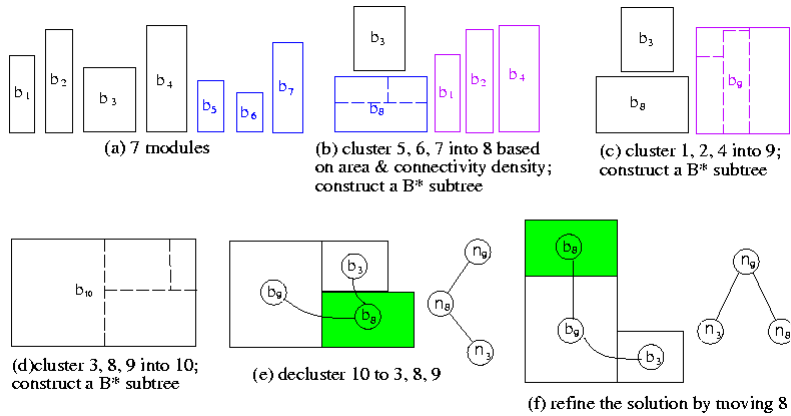 b1
b2
b3
b4
b5
b6
b7
(a) 7 modules
b3
b8
b1
b2
b4
(b) cluster 5, 6, 7 into 8 based
on area & connectivity density;
construct a B* subtree
b3
b8
b9
(c) cluster 1, 2, 4 into 9;
construct a B* subtree
b10
(d)cluster 3, 8, 9 into 10;
construct a B* subtree
b9
b3
b8
n9
n8
n3
(e) decluster 10 to 3, 8, 9
b8
b9
b3
n9
n3
n8
(f) refine the solution by moving 8